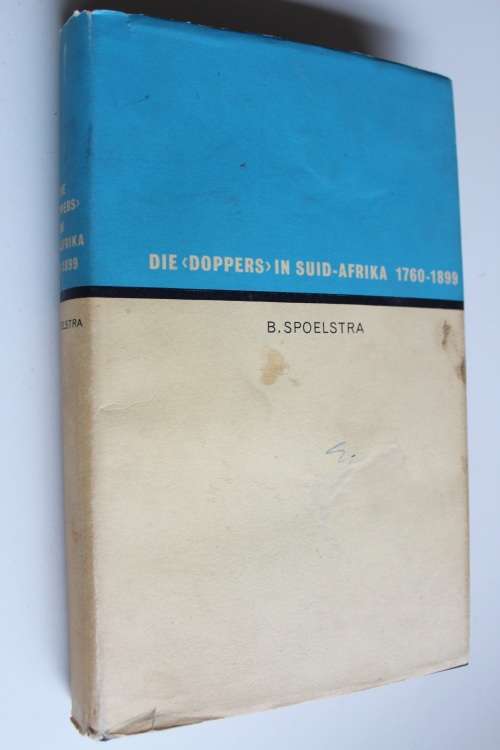 DIE ‹DOPPERS› IN SUID-AFRIKA 1760-1899
B. SPOELSTRA